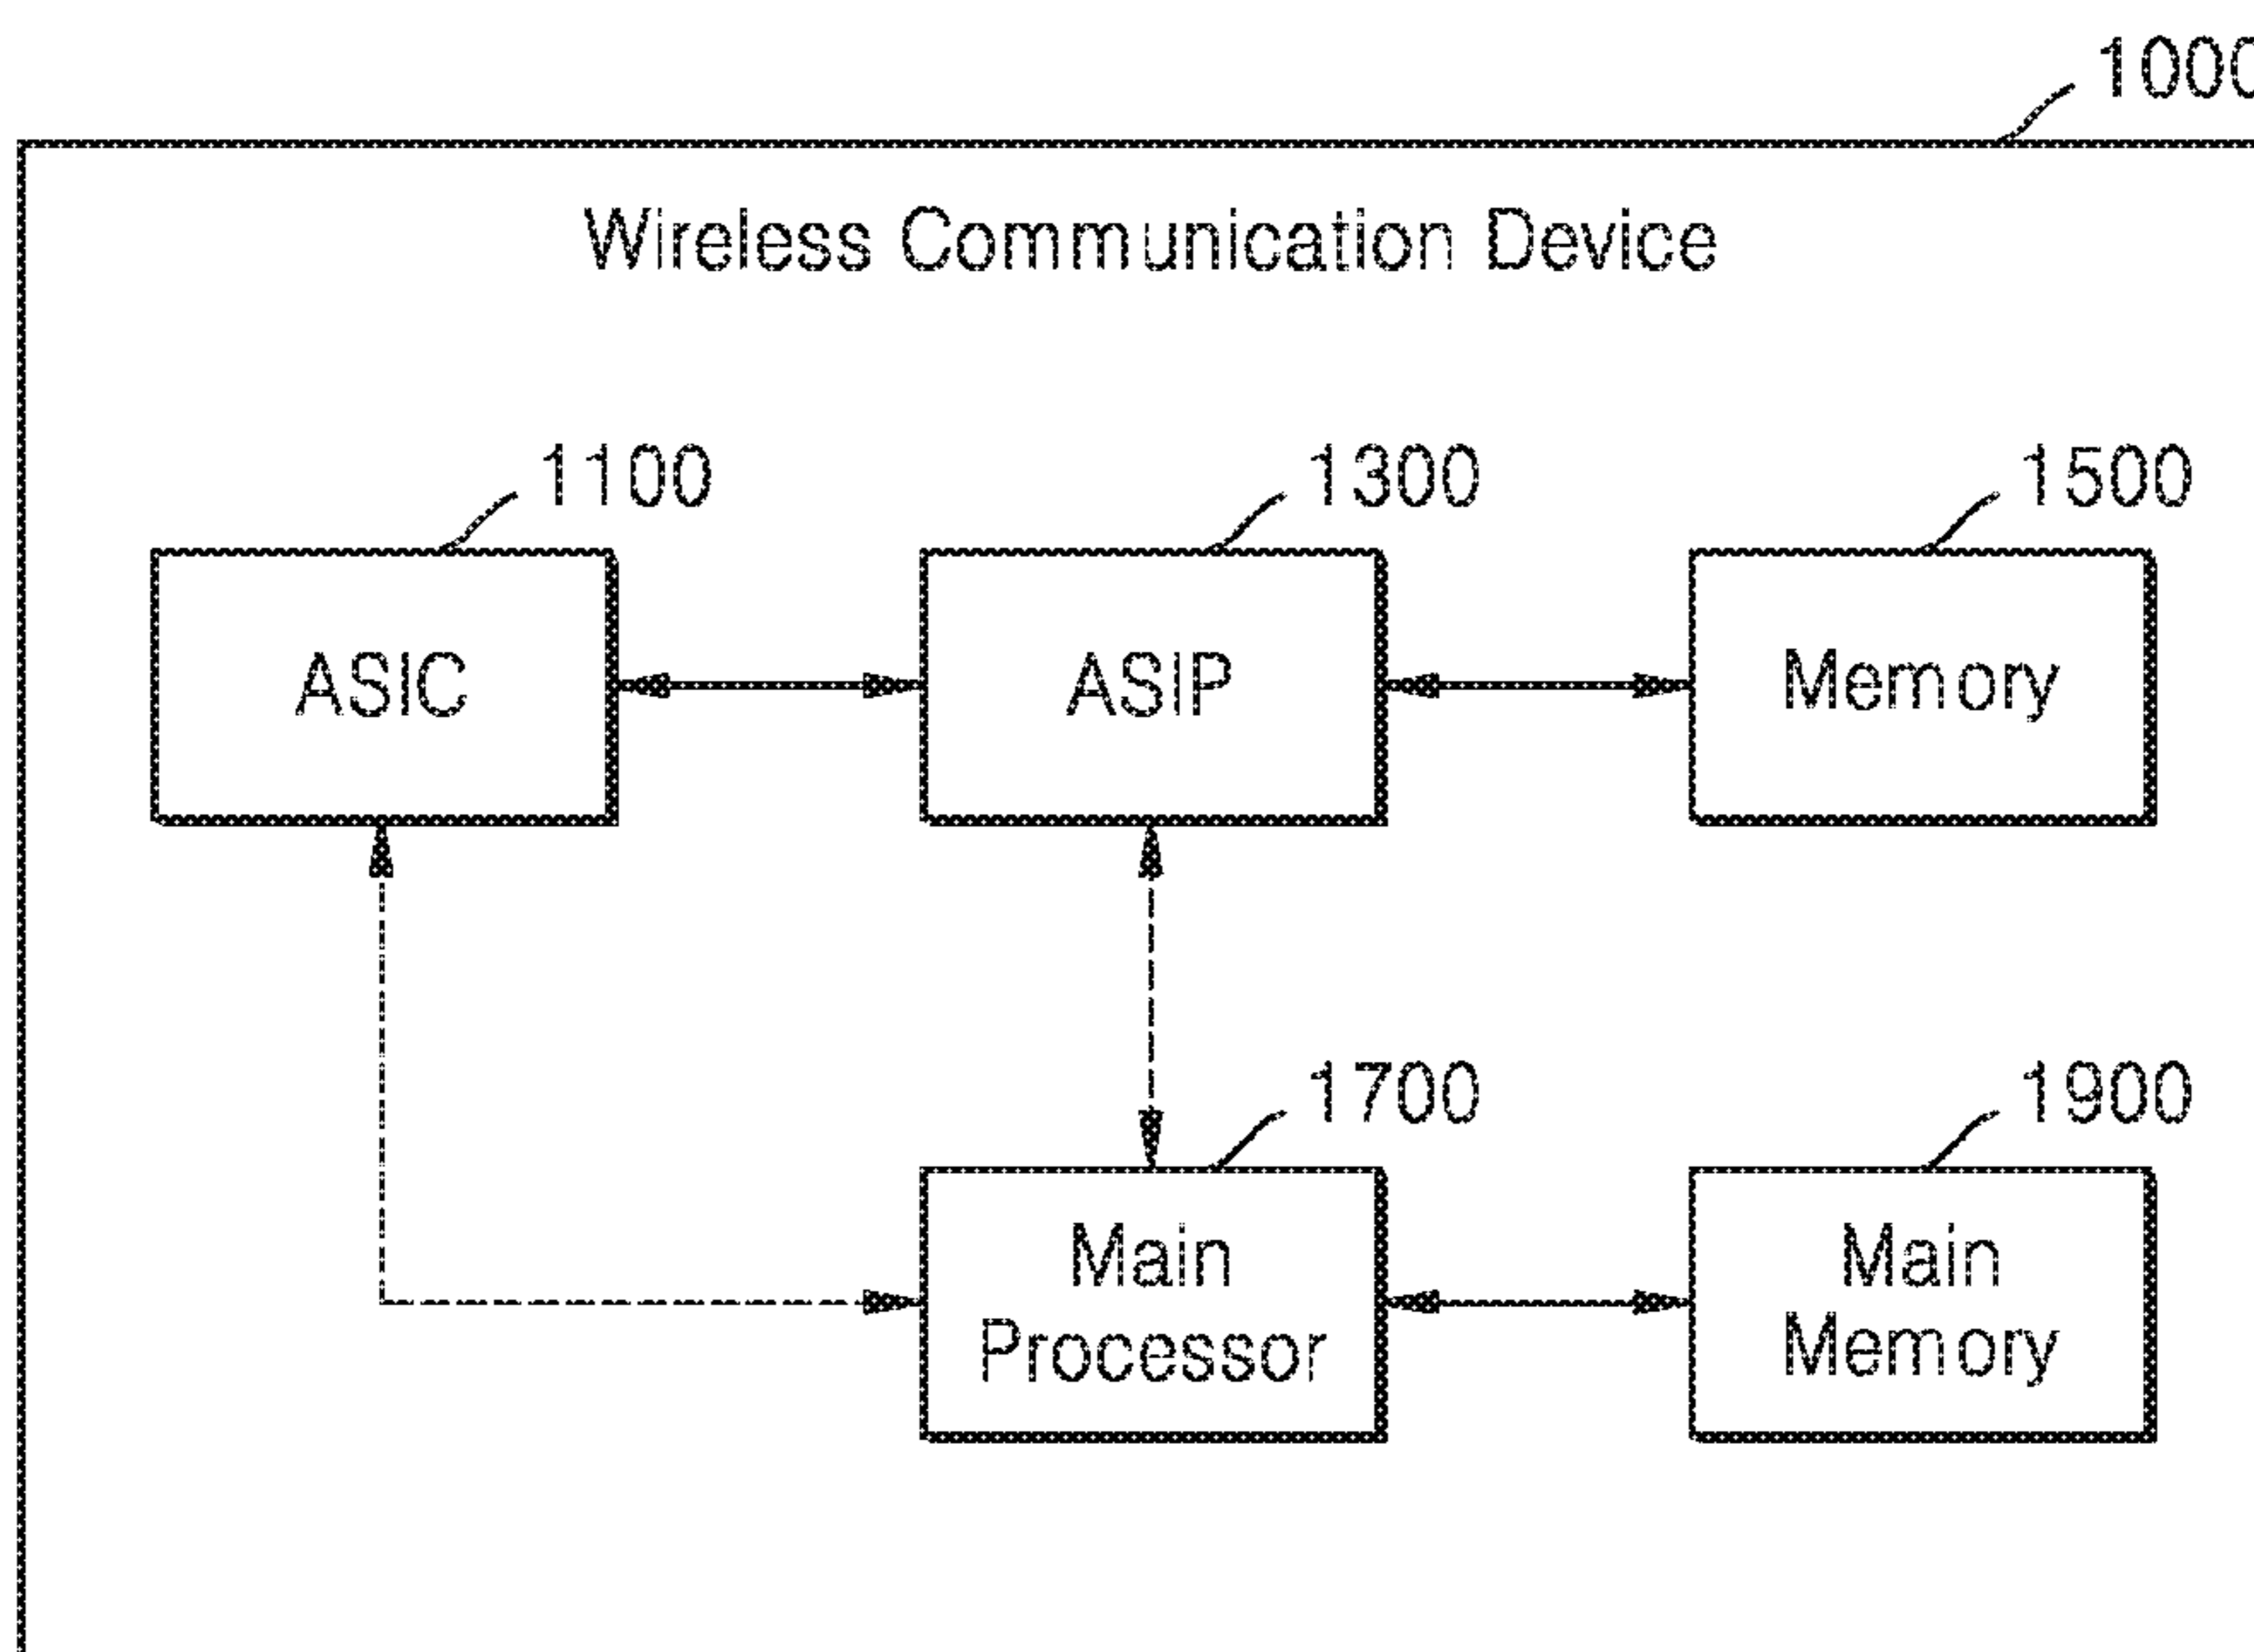 1000
Wireless Communication Device
1100
1300
1500
ASIC
ASIP
Memory
1700
1900
Main
Processor
Main
Memory